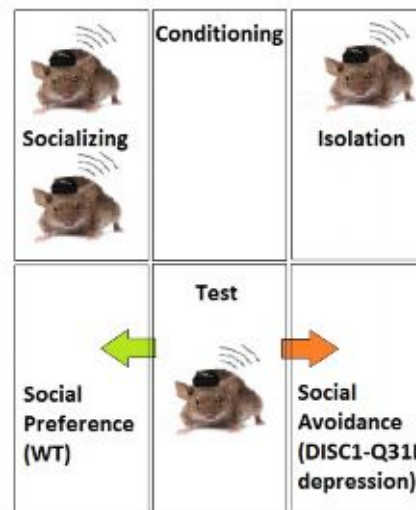 Conditioning
Socializing
Isolation
Test
Social
Preference
(WT)
Social
Avoidance
(DISC1-Q31
depression)